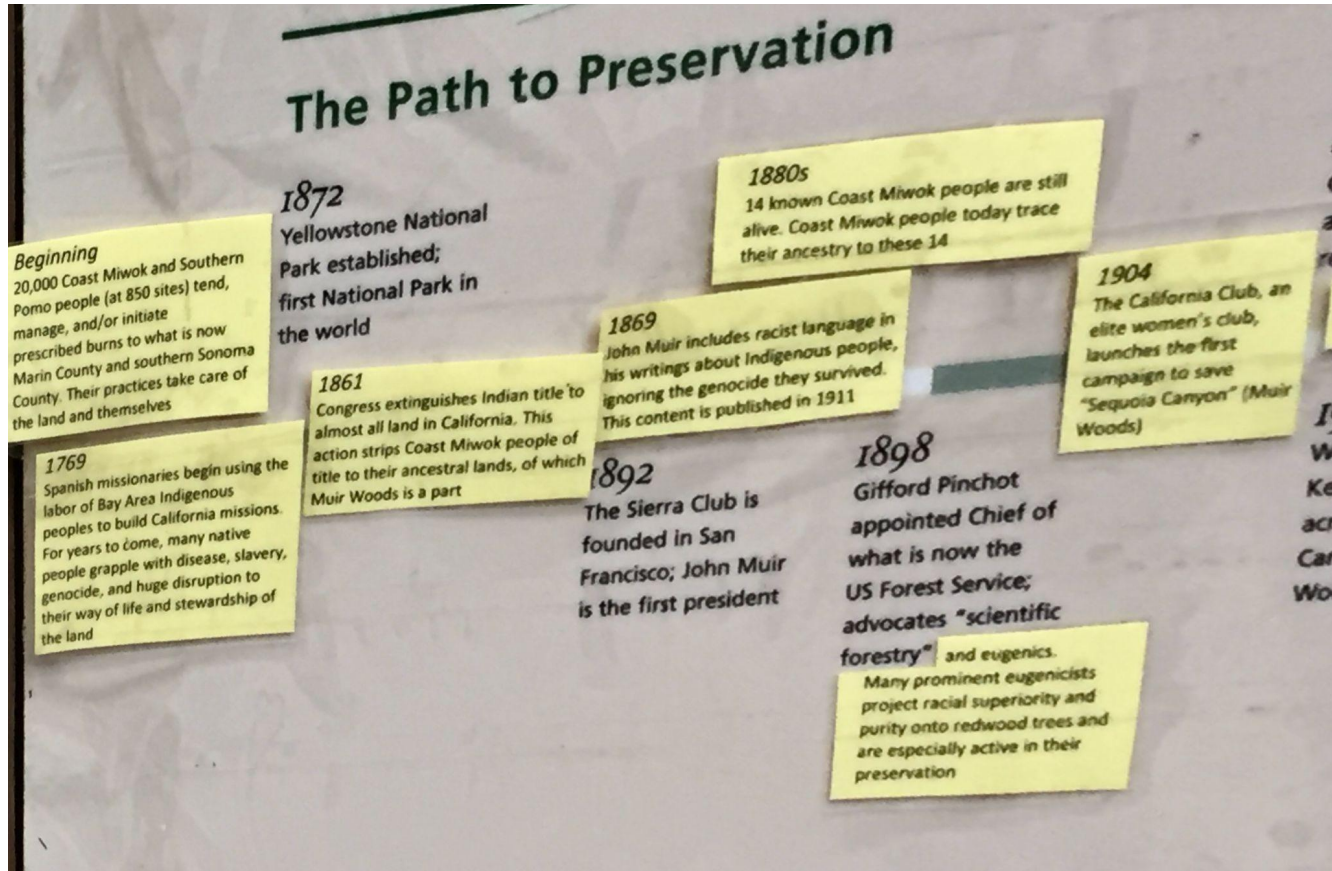 The Path to Preservation
Beginning
20,000 Coast Miwok and Southern
Pomo people (at 850 sites) tend,
manage, and/or initiate
prescribed burns to what is now
Marin County and southern Sonoma
County. Their practices take care of
the land and themselves
1769
Spanish missionaries begin using the
labor of Bay Area Indigenous
peoples to build California missions.
For years to come, many native
people grapple with disease, slavery,
genocide, and huge disruption to
their way of life and stewardship of
the land
1872
Yellowstone National
Park established;
first National Park in
the world
1861
Congress extinguishes Indian title to
almost all land in California. This
action strips Coast Miwok people of
title to their ancestral lands, of which
Muir Woods is a part
1869
John Muir includes racist language in
his writings about Indigenous people,
ignoring the genocide they survived.
This content is published in 1911
1892
The Sierra Club is
founded in San
Francisco; John Muir
is the first president
1880s
14 known Coast Miwok people are still
alive. Coast Miwok people today trace
their ancestry to these 14
1898
Gifford Pinchot
appointed Chief of
what is now the
US Forest Service;
advocates "scientific
forestry" and eugenics.
Many prominent eugenicists
project racial superiority and
purity onto redwood trees and
are especially active in their
preservation
1904
The California Club, an
elite women's club,
launches the first
campaign to save
"Sequoia Canyon" (Muir
Woods)